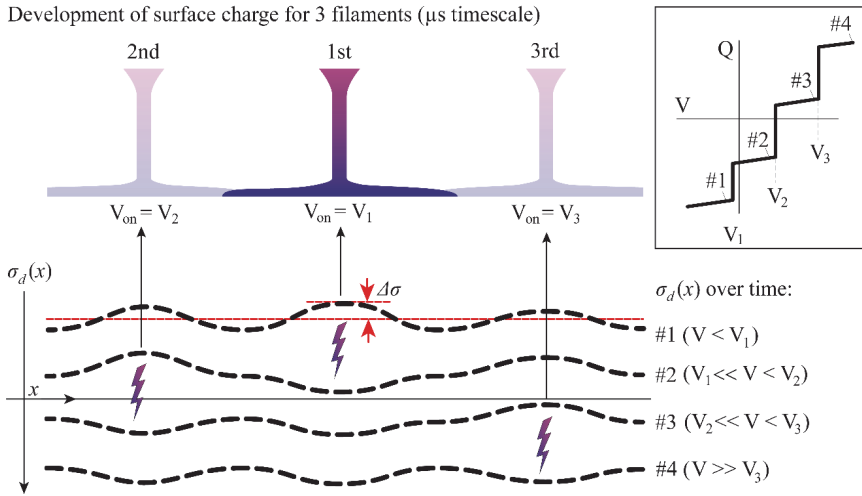 Development of surface charge for 3 filaments (μs timescale)
2nd
1st
3rd
V_on = V_2
V_on = V_1
V_on = V_3
Q
V
#4
#3
#2
#1
V_3
V_2
V_1
σ_d(x)
Δσ
x
σ_d(x) over time:
#1 (V < V_1)
#2 (V_1<< V < V_2)
#3 (V_2<< V < V_3)
#4 (V >> V_3)